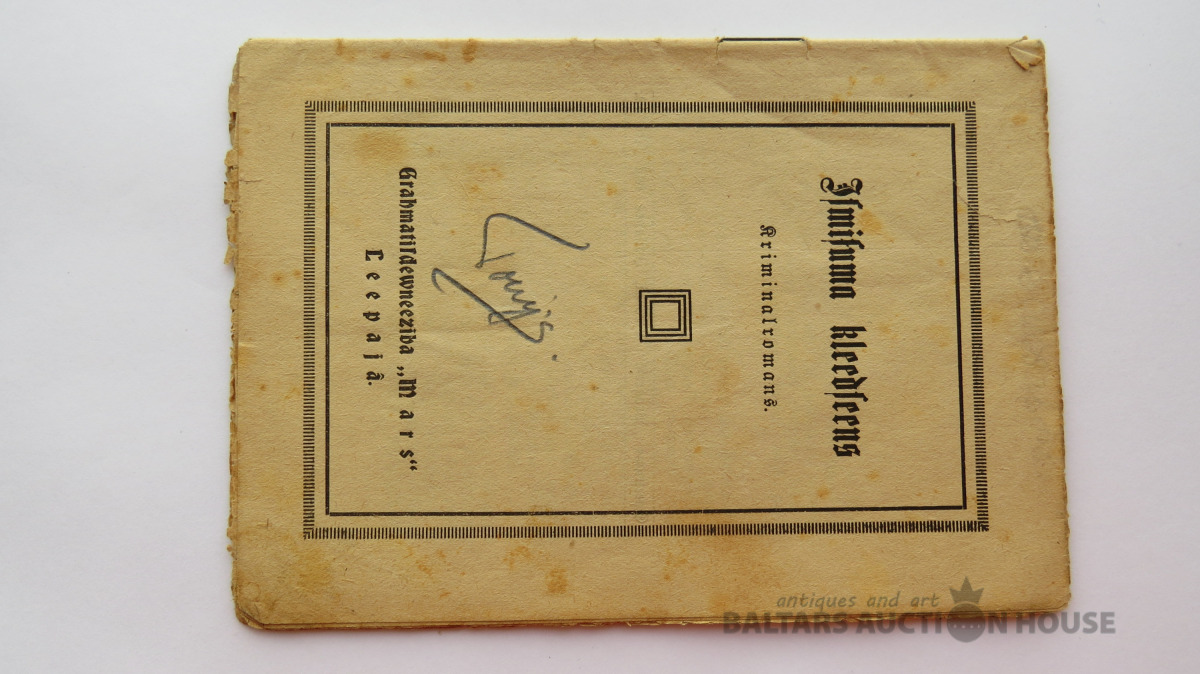 Ismisuma kleedseens
Kriminalromans.
Grahmatisdewneeziba „Mars“
Leepajâ.
antiques and art
BALTARS AUCTION HOUSE